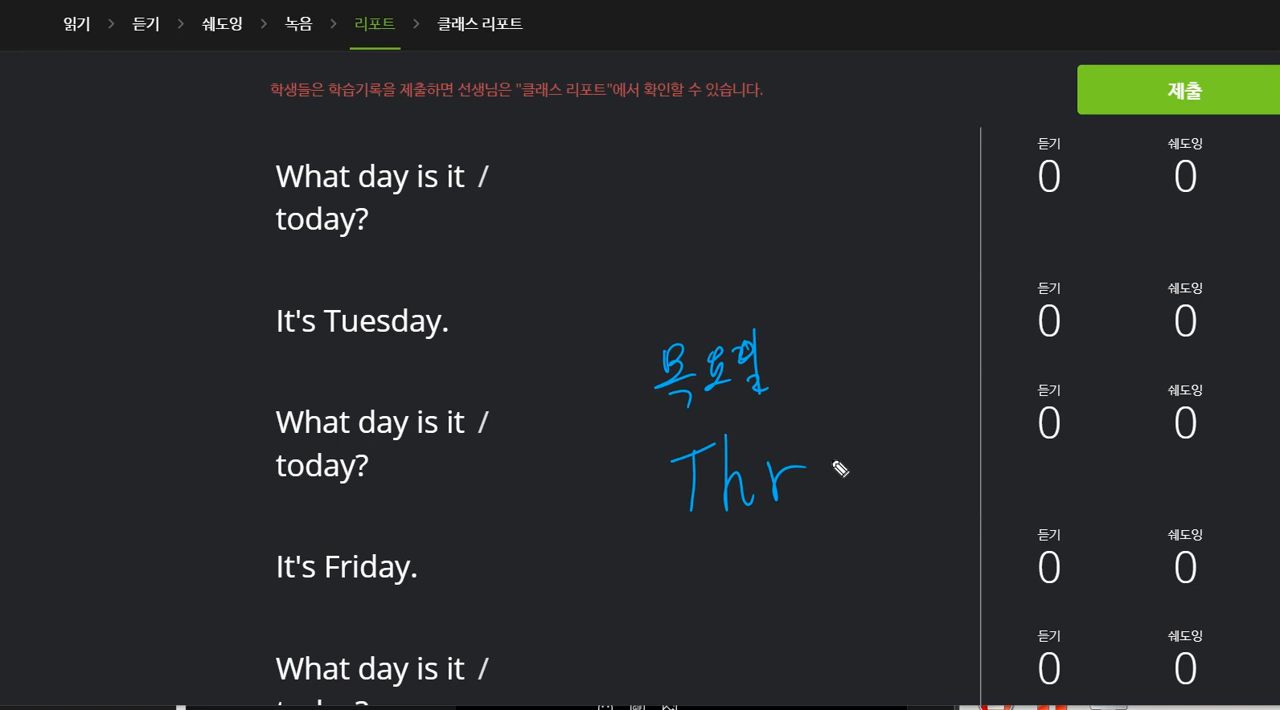 읽기 > 듣기 > 쉐도잉 > 녹음 > 리포트 > 클래스 리포트
학생들은 학습기록을 제출하면 선생님은 "클래스 리포트"에서 확인할 수 있습니다.
제출
What day is it /
today?
듣기 쉐도잉
0 0
It's Tuesday.
듣기 쉐도잉
0 0
목요일
What day is it /
today?
듣기 쉐도잉
0 0
Thr
It's Friday.
듣기 쉐도잉
0 0
What day is it /
듣기 쉐도잉
0 0